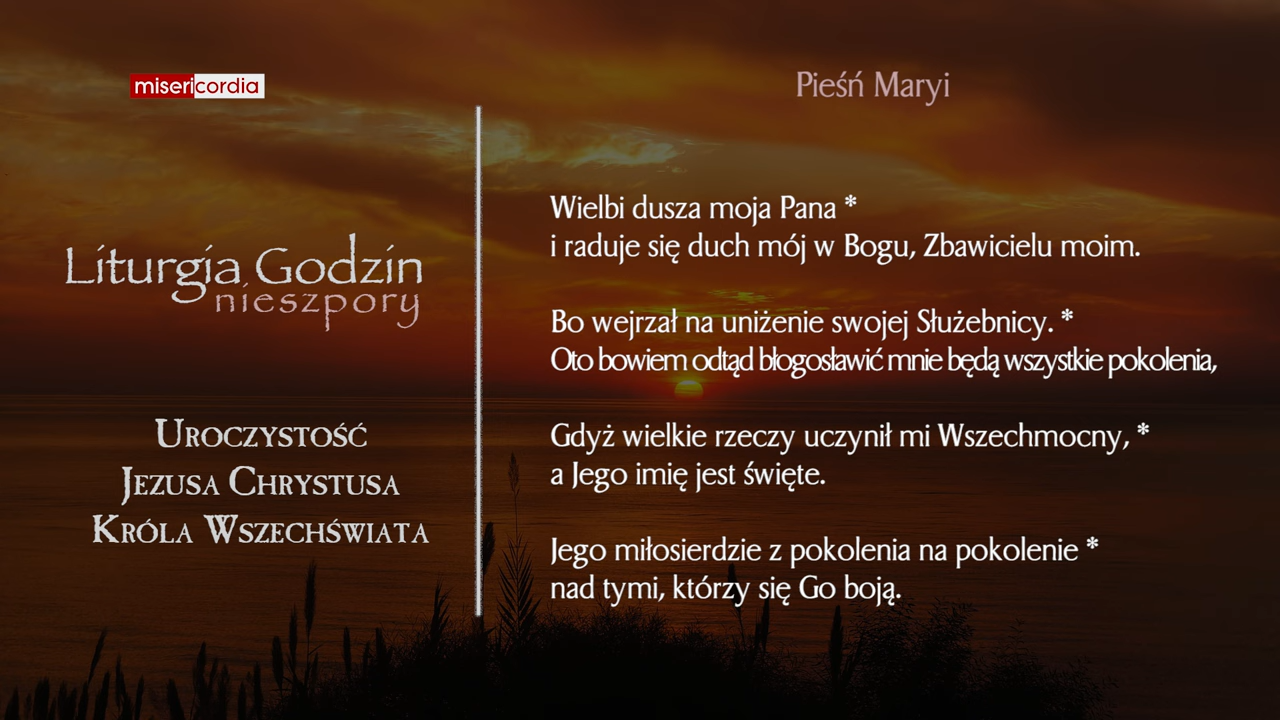 misericordia
Liturgia Godzin
nieszpory
Uroczystość
Jezusa Chrystusa
Króla Wszechświata
Pieśń Maryi
Wielbi dusza moja Pana *
i raduje się duch mój w Bogu, Zbawicielu moim.
Bo wejrzał na uniżenie swojej Służebnicy. *
Oto bowiem odtąd błogosławić mnie będą wszystkie pokolenia,
Gdyż wielkie rzeczy uczynił mi Wszechmocny, *
a Jego imię jest święte.
Jego miłosierdzie z pokolenia na pokolenie *
nad tymi, którzy się Go boją.